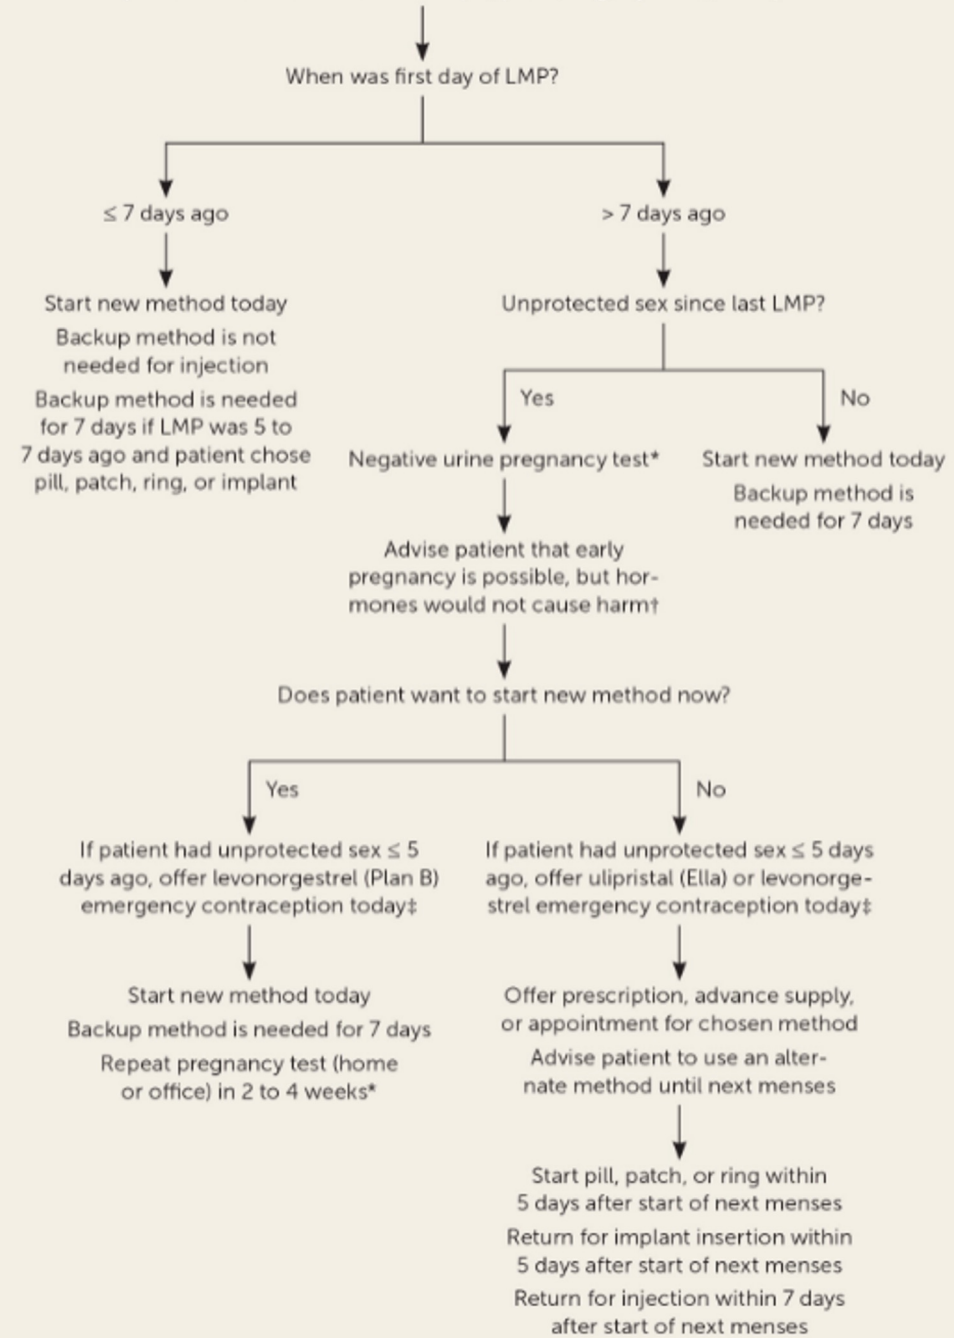 When was first day of LMP?
≤ 7 days ago
> 7 days ago
Start new method today
Backup method is not
needed for injection
Backup method is needed
for 7 days if LMP was 5 to
7 days ago and patient chose
pill, patch, ring, or implant
Unprotected sex since last LMP?
Yes
No
Negative urine pregnancy test*
Start new method today
Backup method is
needed for 7 days
Advise patient that early
pregnancy is possible, but hor-
mones would not cause harm†
Does patient want to start new method now?
Yes
No
If patient had unprotected sex ≤ 5
days ago, offer levonorgestrel (Plan B)
emergency contraception today‡
If patient had unprotected sex ≤ 5 days
ago, offer ulipristal (Ella) or levonorge-
strel emergency contraception today‡
Start new method today
Backup method is needed for 7 days
Repeat pregnancy test (home
or office) in 2 to 4 weeks*
Offer prescription, advance supply,
or appointment for chosen method
Advise patient to use an alter-
nate method until next menses
Start pill, patch, or ring within
5 days after start of next menses
Return for implant insertion within
5 days after start of next menses
Return for injection within 7 days
after start of next menses